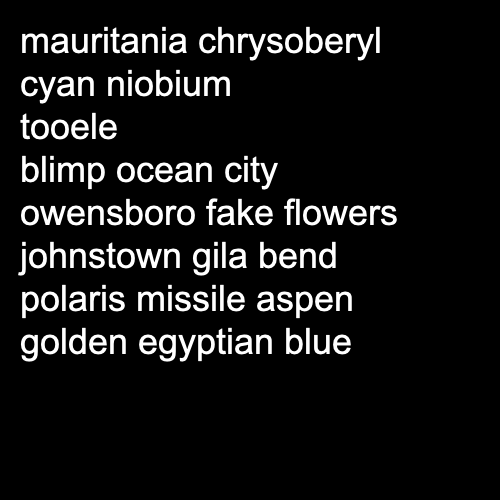 mauritania chrysoberyl
cyan niobium
tooele
blimp ocean city
owensboro fake flowers
johnstown gila bend
polaris missile aspen
golden egyptian blue